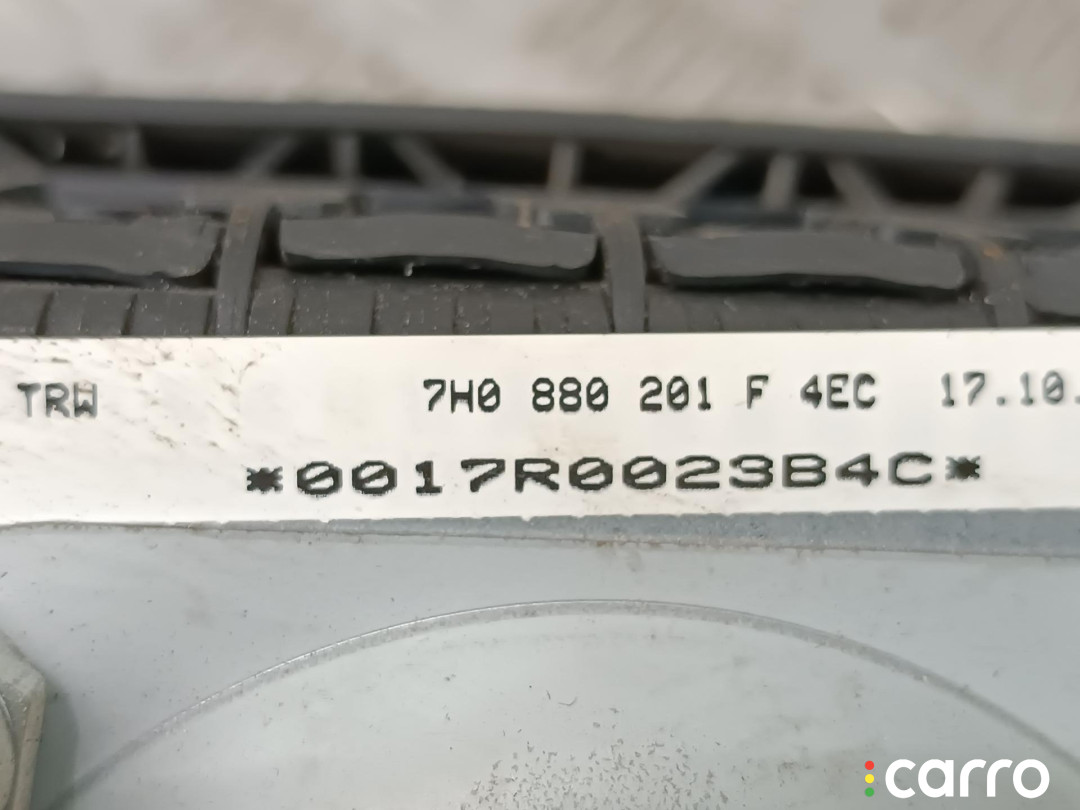 TRW 7H0 880 201 F 4EC 17.10.
*0017R0023B4C*
carro